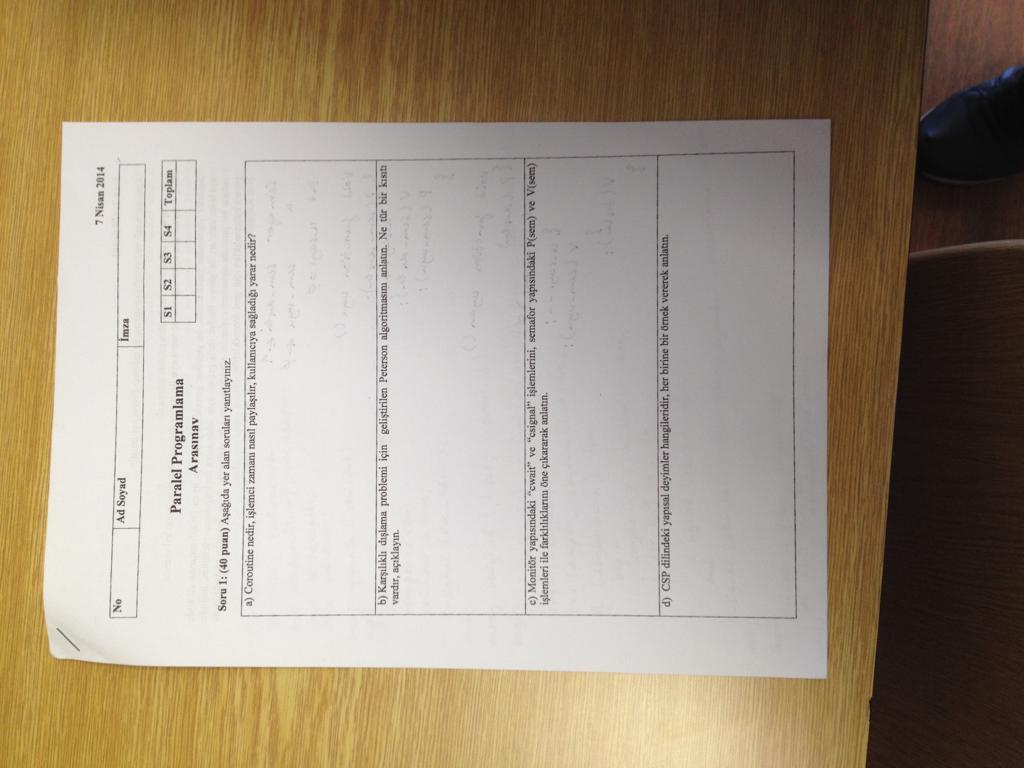 7 Nisan 2014
No Ad Soyad İmza
Paralel Programlama
Arasınav
S1 S2 S3 S4 Toplam
Soru 1: (40 puan) Aşağıda yer alan soruları yanıtlayınız.
a) Coroutine nedir, işlemci zamanı nasıl paylaşılır, kullanıcıya sağladığı yarar nedir?
b) Karşılıklı dışlama problemi için geliştirilen Peterson algoritmasını anlatın. Ne tür bir kısıtı
vardır, açıklayın.
c) Monitör yapısındaki "cwait" ve "csignal" işlemlerini, semafor yapısındaki P(sem) ve V(sem)
işlemleri ile farklılıklarını öne çıkararak anlatın.
d) CSP dilindeki yapısal deyimler hangileridir, her birine bir örnek vererek anlatın.